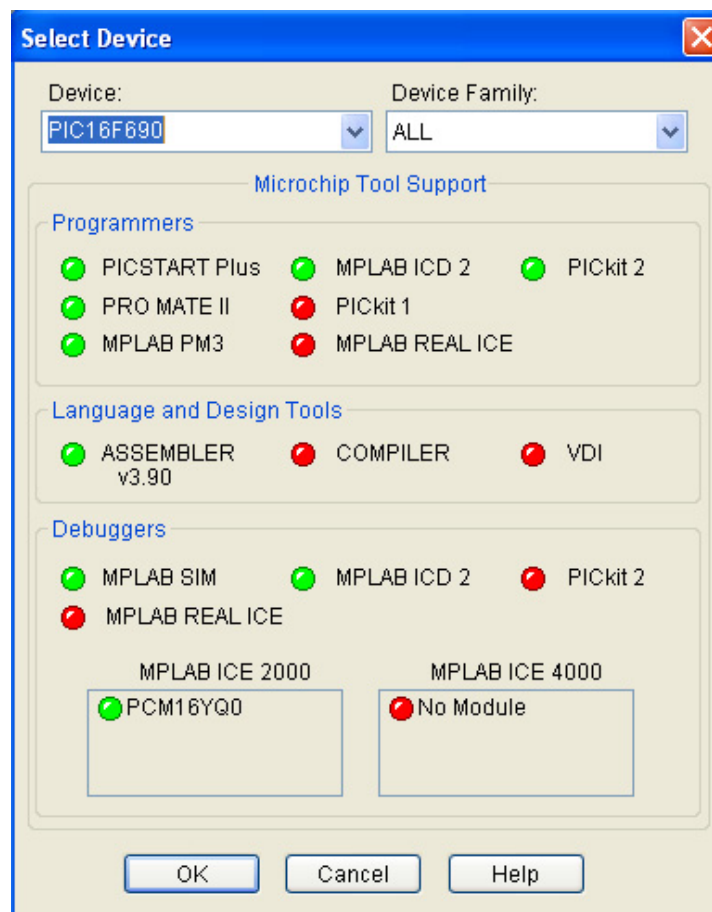 Select Device
Device: Device Family:
PIC16F690 ALL
Microchip Tool Support
Programmers
PICSTART Plus MPLAB ICD 2 PICkit 2
PRO MATE II PICkit 1
MPLAB PM3 MPLAB REAL ICE
Language and Design Tools
ASSEMBLER COMPILER VDI
v3.90
Debuggers
MPLAB SIM MPLAB ICD 2 PICkit 2
MPLAB REAL ICE
MPLAB ICE 2000 MPLAB ICE 4000
PCM16YQ0 No Module
OK Cancel Help